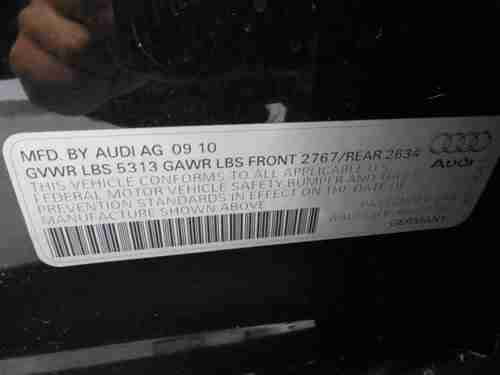 MFD. BY AUDI AG 09 10
GVWR LBS 5313 GAWR LBS FRONT 2767/REAR 2634
THIS VEHICLE CONFORMS TO ALL APPLICABLE U.S.
FEDERAL MOTOR VEHICLE SAFETY BUMPER AND THEFT
PREVENTION STANDARDS IN EFFECT ON THE DATE OF
MANUFACTURE SHOWN ABOVE
Audi
PASSENGER CAR
GERMANY